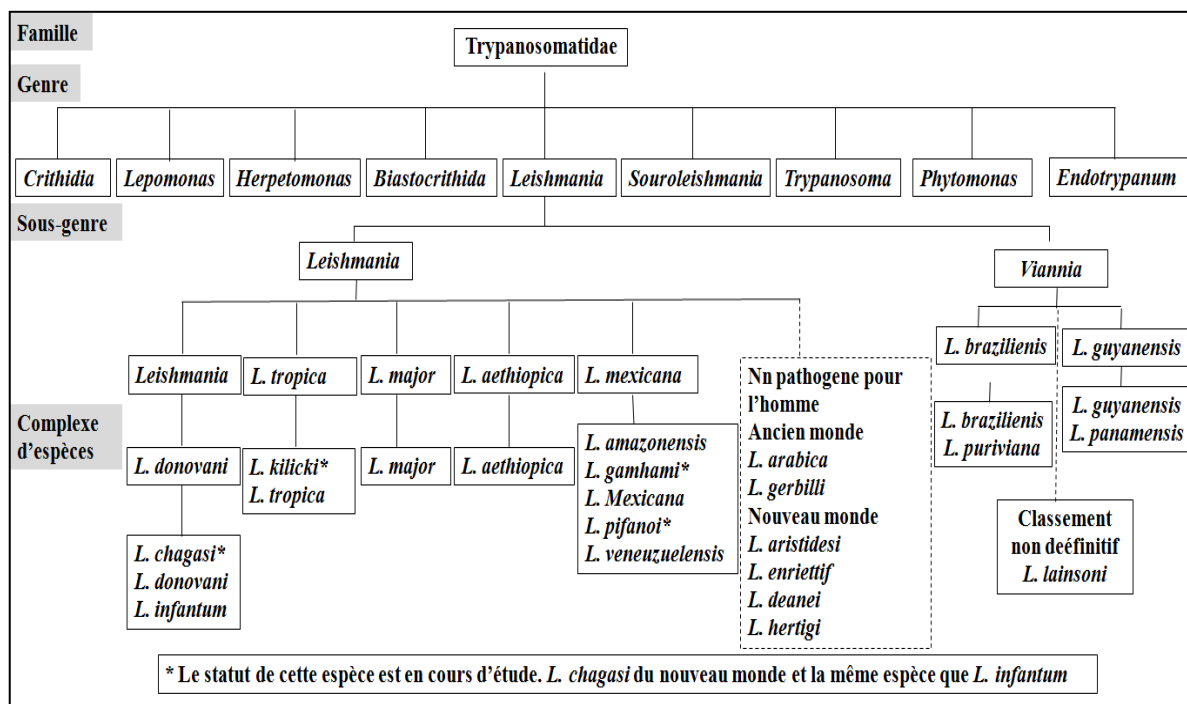 Famille
Trypanosomatidae
Genre
Crithidia
Lepomonas
Herpetomonas
Biastocrithida
Leishmania
Souroleishmania
Trypanosoma
Phytomonas
Endotrypanum
Sous-genre
Leishmania
Viannia
Complexe
d'espèces
Leishmania
L. tropica
L. major
L. aethiopica
L. mexicana
L. donovani
L. kilicki*
L. tropica
L. major
L. aethiopica
L. amazonensis
L. gamhami*
L. Mexicana
L. pifanoi*
L. veneuzuelensis
L. chagasi*
L. donovani
L. infantum
Nn pathogene pour
l'homme
Ancien monde
L. arabica
L. gerbilli
Nouveau monde
L. aristidesi
L. enriettif
L. deanei
L. hertigi
L. brazilienis
L. guyanensis
L. brazilienis
L. puriviana
L. guyanensis
L. panamensis
Classement
non deéfinitif
L. lainsoni
* Le statut de cette espèce est en cours d'étude. L. chagasi du nouveau monde et la même espèce que L. infantum